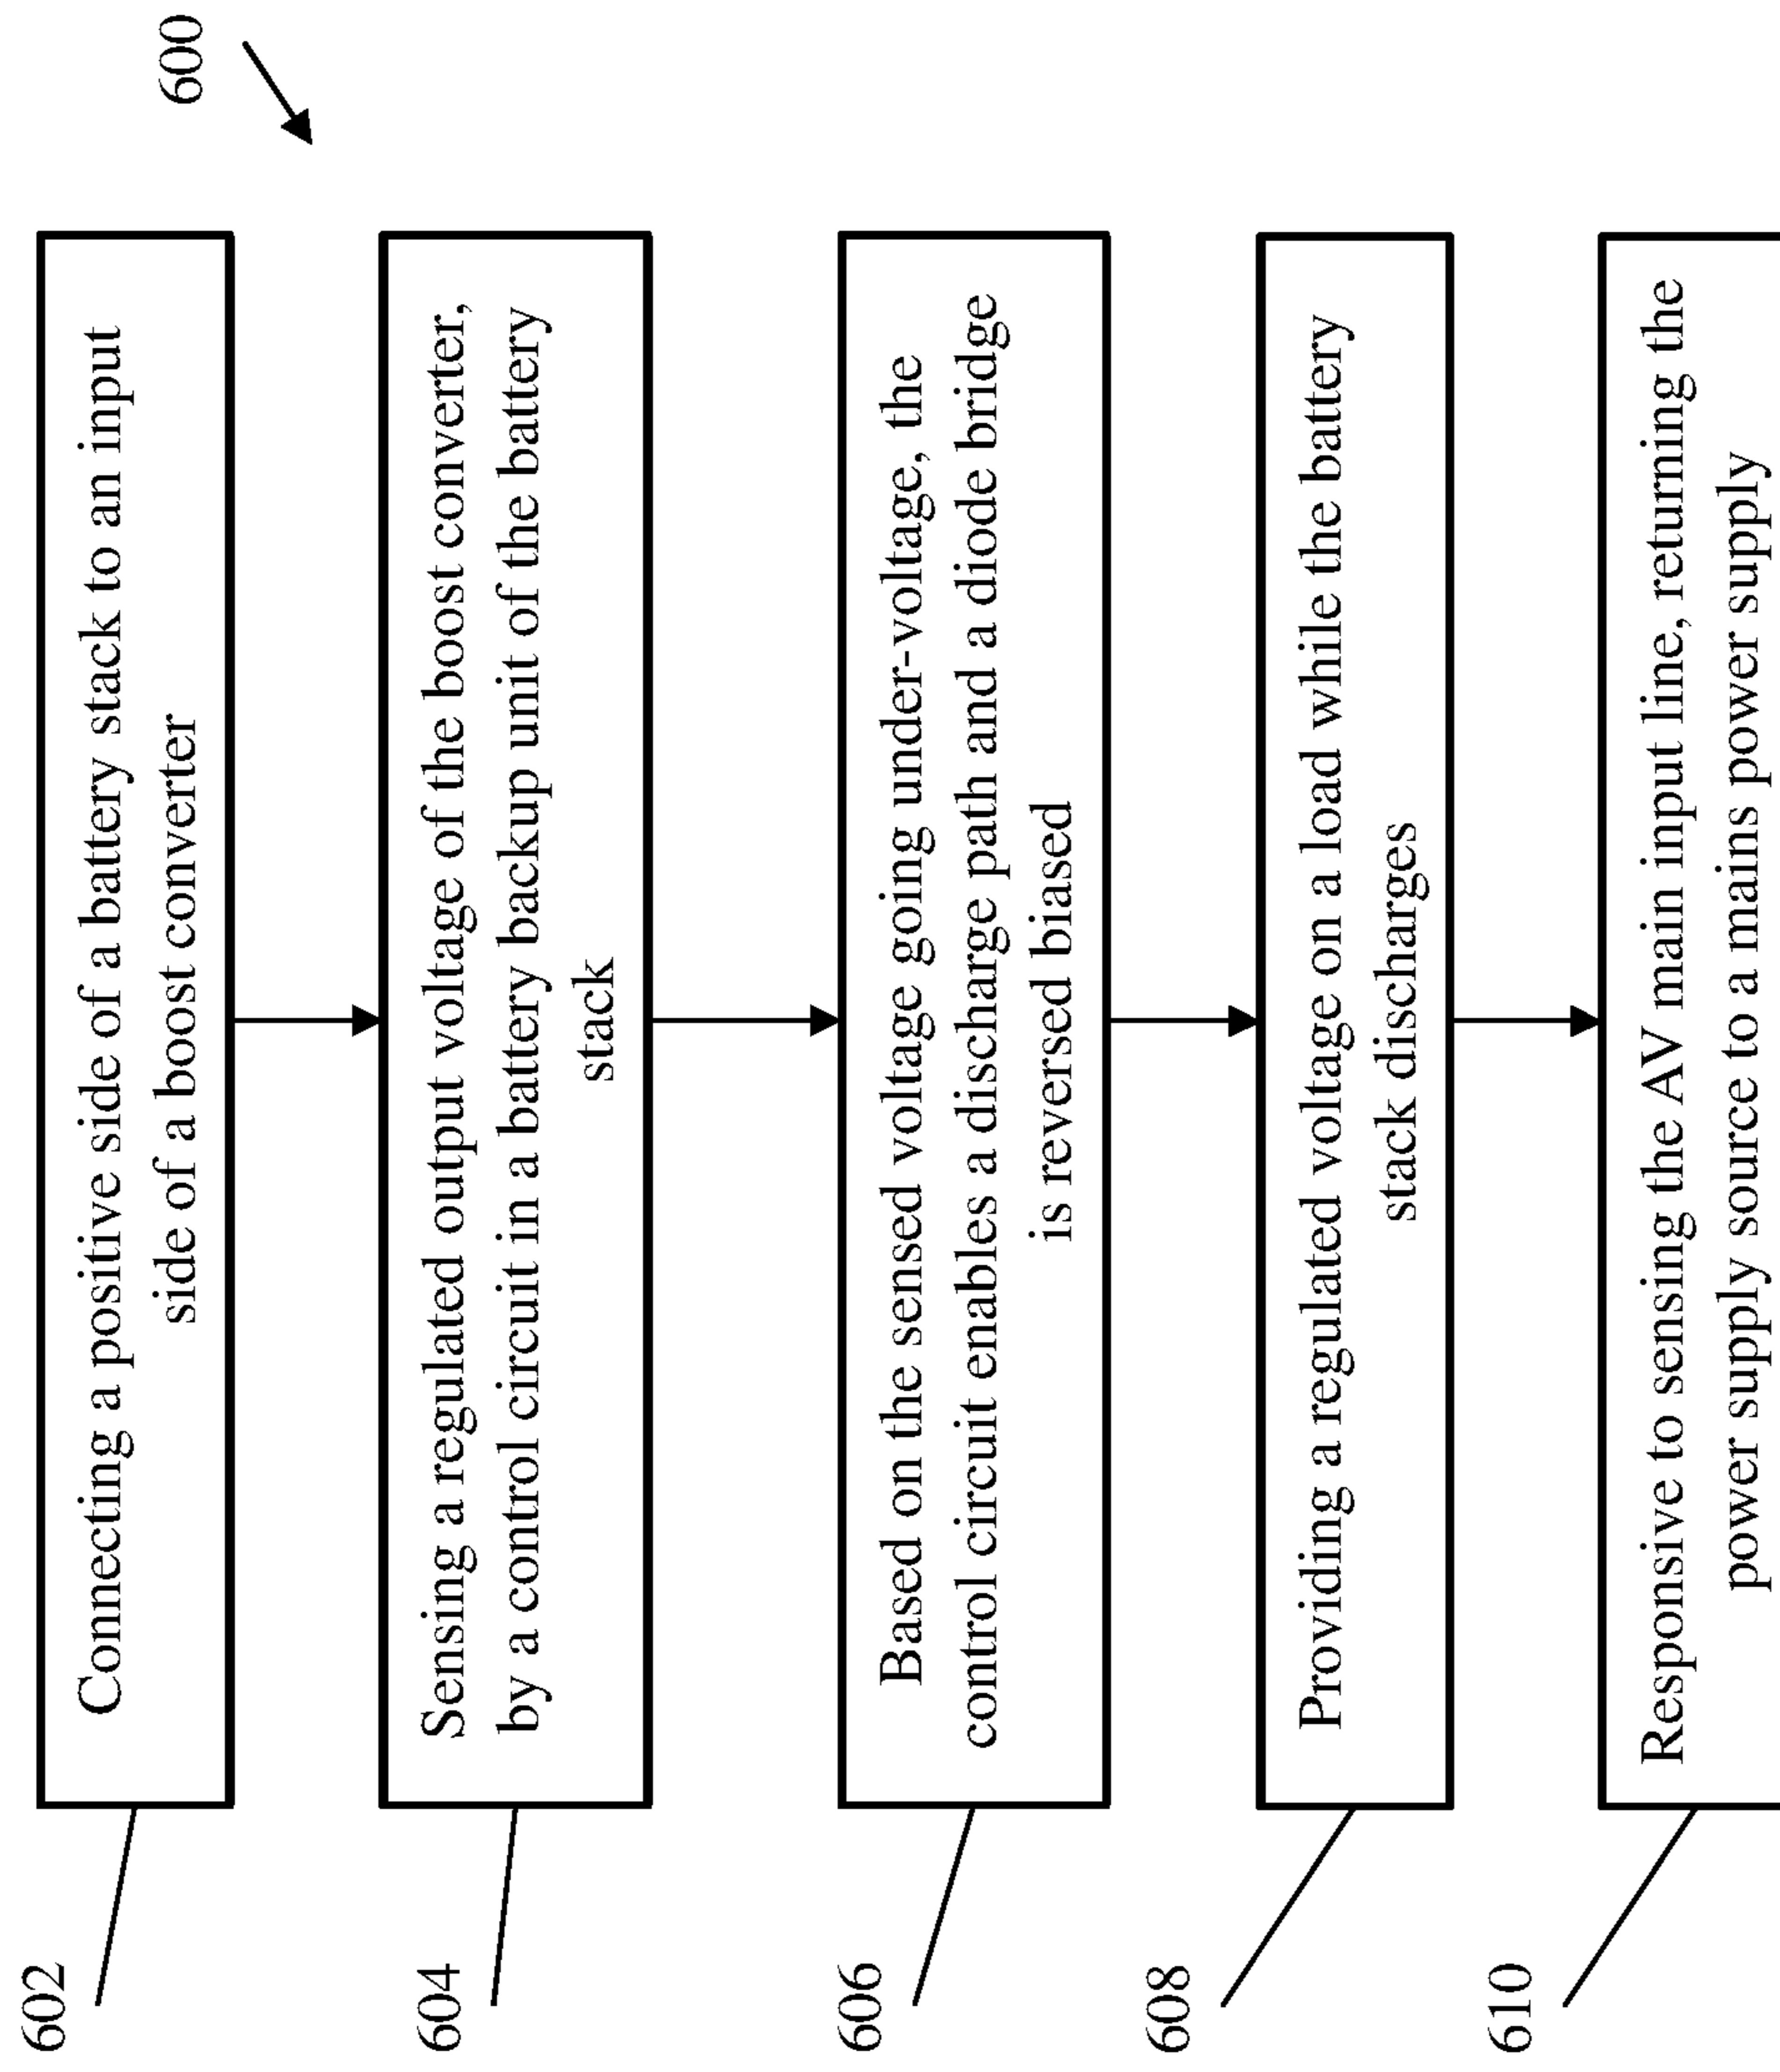 600
602
Connecting a positive side of a battery stack to an input
side of a boost converter
604
Sensing a regulated output voltage of the boost converter,
by a control circuit in a battery backup unit of the battery
stack
606
Based on the sensed voltage going under-voltage, the
control circuit enables a discharge path and a diode bridge
is reversed biased
608
Providing a regulated voltage on a load while the battery
stack discharges
610
Responsive to sensing the AV main input line, returning the
power supply source to a mains power supply